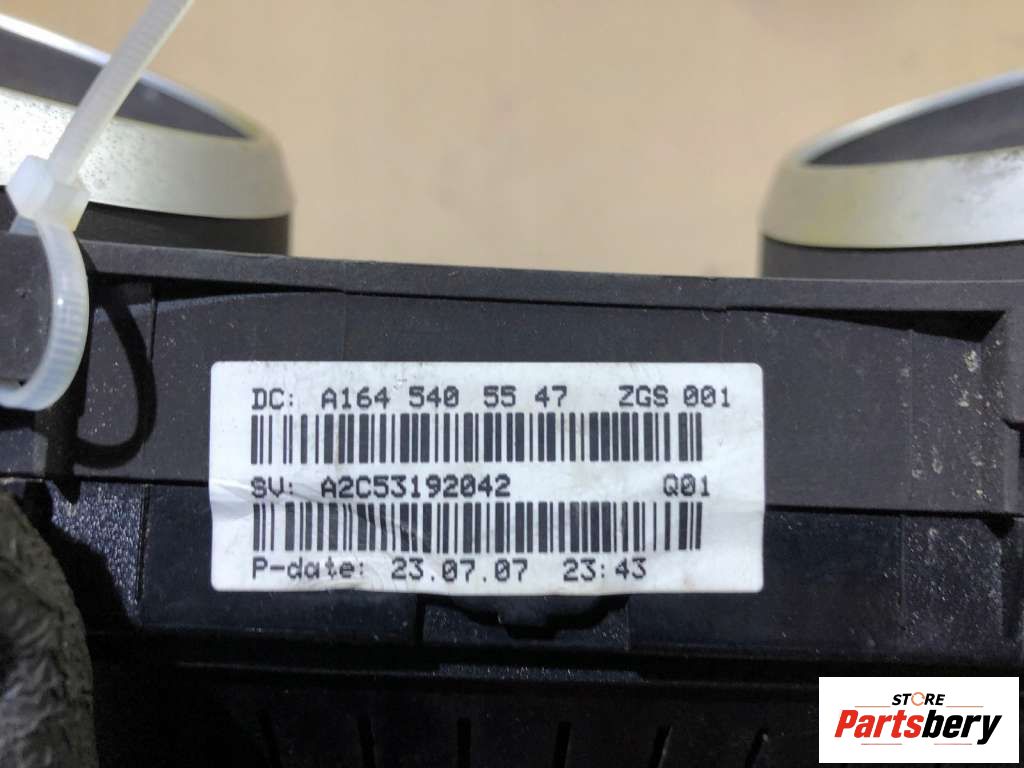 DC: A164 540 55 47 ZGS 001
SV: A2C53192042 Q01
P-date: 23.07.07 23:43
STORE
Partsbery